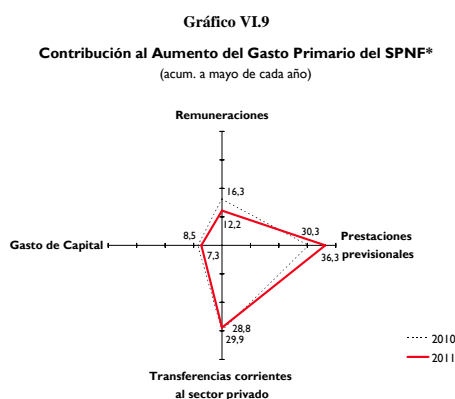 Gráfico VI.9
Contribución al Aumento del Gasto Primario del SPNF*
(acum. a mayo de cada año)
Remuneraciones
16,3
12,2
8,5
30,3
Prestaciones
Gasto de Capital
7,3
36,3
previsionales
28,8
29,9
2010
2011
Transferencias corrientes
al sector privado